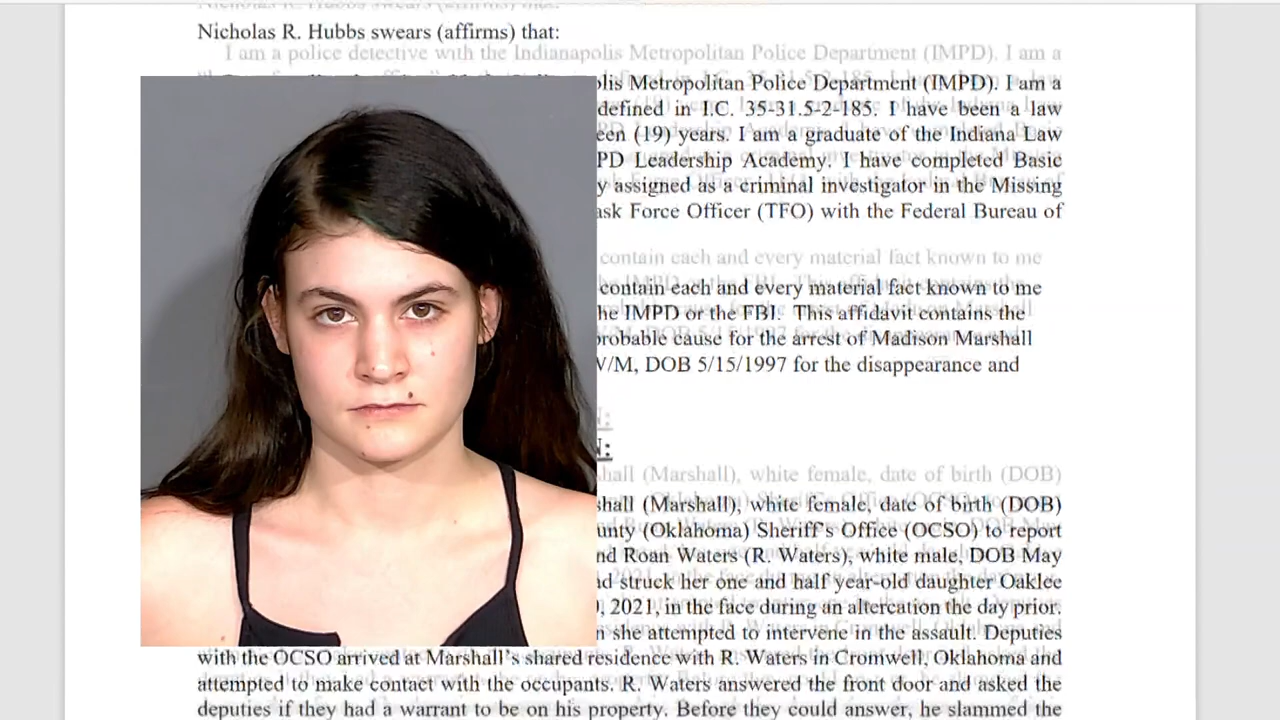 Nicholas R. Hubbs swears (affirms) that:
I am a police detective with the Indianapolis Metropolitan Police Department (IMPD). I am a
olis Metropolitan Police Department (IMPD). I am a
defined in I.C. 35-31.5-2-185. I have been a law
een (19) years. I am a graduate of the Indiana Law
PD Leadership Academy. I have completed Basic
y assigned as a criminal investigator in the Missing
ask Force Officer (TFO) with the Federal Bureau of
contain each and every material fact known to me
contain each and every material fact known to me
he IMPD or the FBI. This affidavit contains the
probable cause for the arrest of Madison Marshall
V/M, DOB 5/15/1997 for the disappearance and
N:
N:
hall (Marshall), white female, date of birth (DOB)
shall (Marshall), white female, date of birth (DOB)
unty (Oklahoma) Sheriff's Office (OCSO) to report
nd Roan Waters (R. Waters), white male, DOB May
d struck her one and half year-old daughter Oaklee
, 2021, in the face during an altercation the day prior.
n she attempted to intervene in the assault. Deputies
with the OCSO arrived at Marshall's shared residence with R. Waters in Cromwell, Oklahoma and
attempted to make contact with the occupants. R. Waters answered the front door and asked the
deputies if they had a warrant to be on his property. Before they could answer, he slammed the